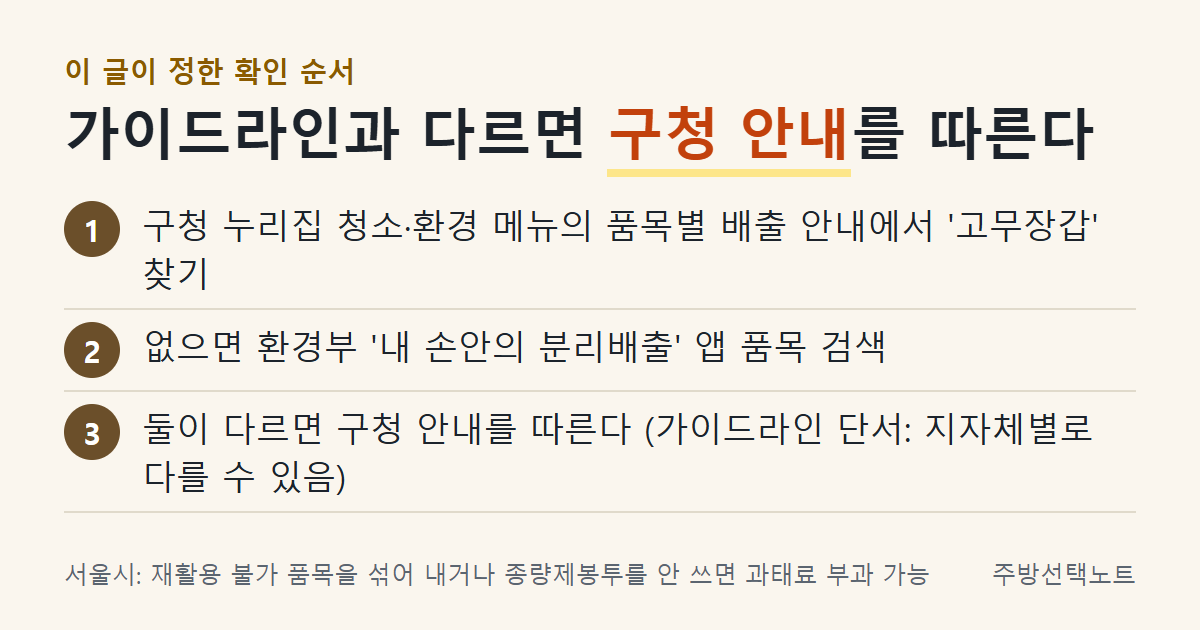 이 글이 정한 확인 순서
가이드라인과 다르면 구청 안내를 따른다
1 구청 누리집 청소·환경 메뉴의 품목별 배출 안내에서 '고무장갑'
찾기
2 없으면 환경부 '내 손안의 분리배출' 앱 품목 검색
3 둘이 다르면 구청 안내를 따른다 (가이드라인 단서: 지자체별로
다를 수 있음)
서울시: 재활용 불가 품목을 섞어 내거나 종량제봉투를 안 쓰면 과태료 부과 가능 주방선택노트